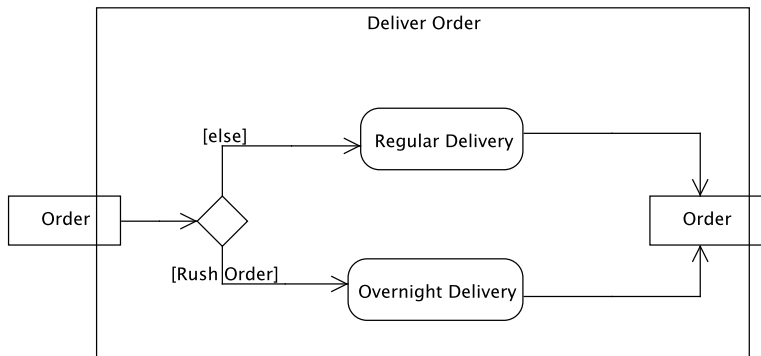 Deliver Order
[else]
Regular Delivery
Order
Order
[Rush Order]
Overnight Delivery